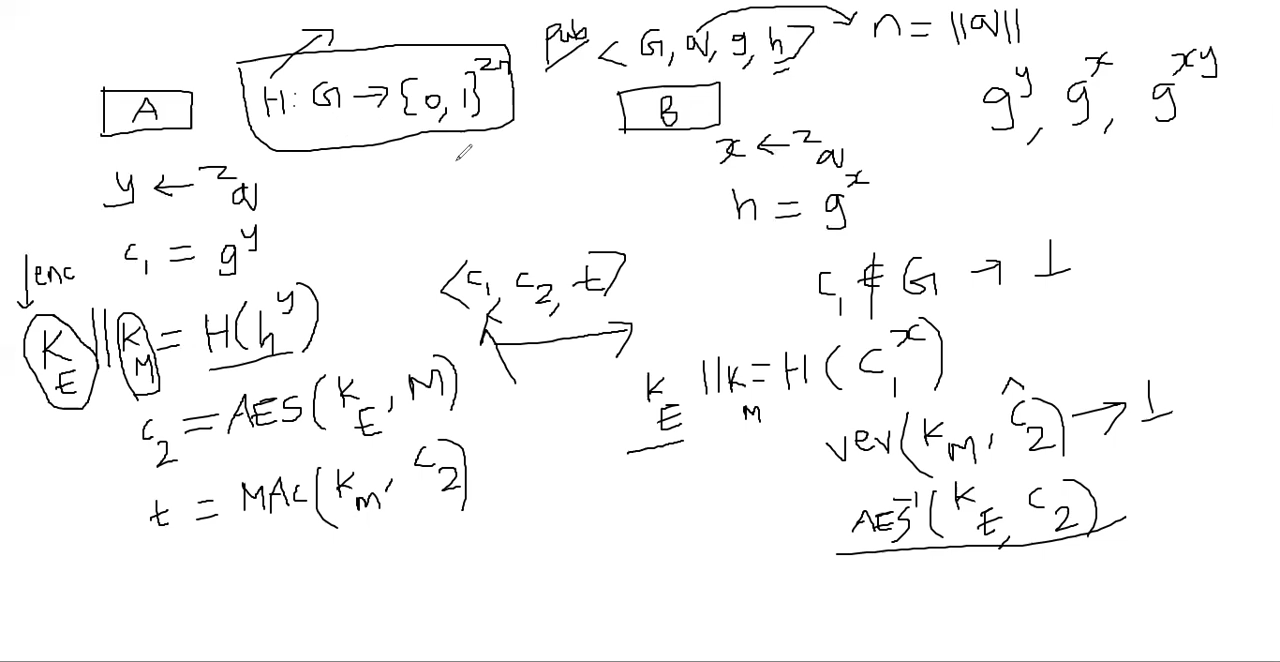 Pub < G, q, g, h > n = ||q||
H: G → {0, 1}^2n
g^y, g^x, g^xy
A
B
y ← Z_q
x ← Z_q
c_1 = g^y
h = g^x
↓enc
<c_1, c_2, t>
c_1 ∉ G → ⊥
K_E || K_M = H(h^y)
K_E || K_M = H(c_1^x)
c_2 = AES(K_E, M)
ver(K_M, c_2) → ⊥
t = MAC(K_M, c_2)
AES^-1(K_E, c_2)